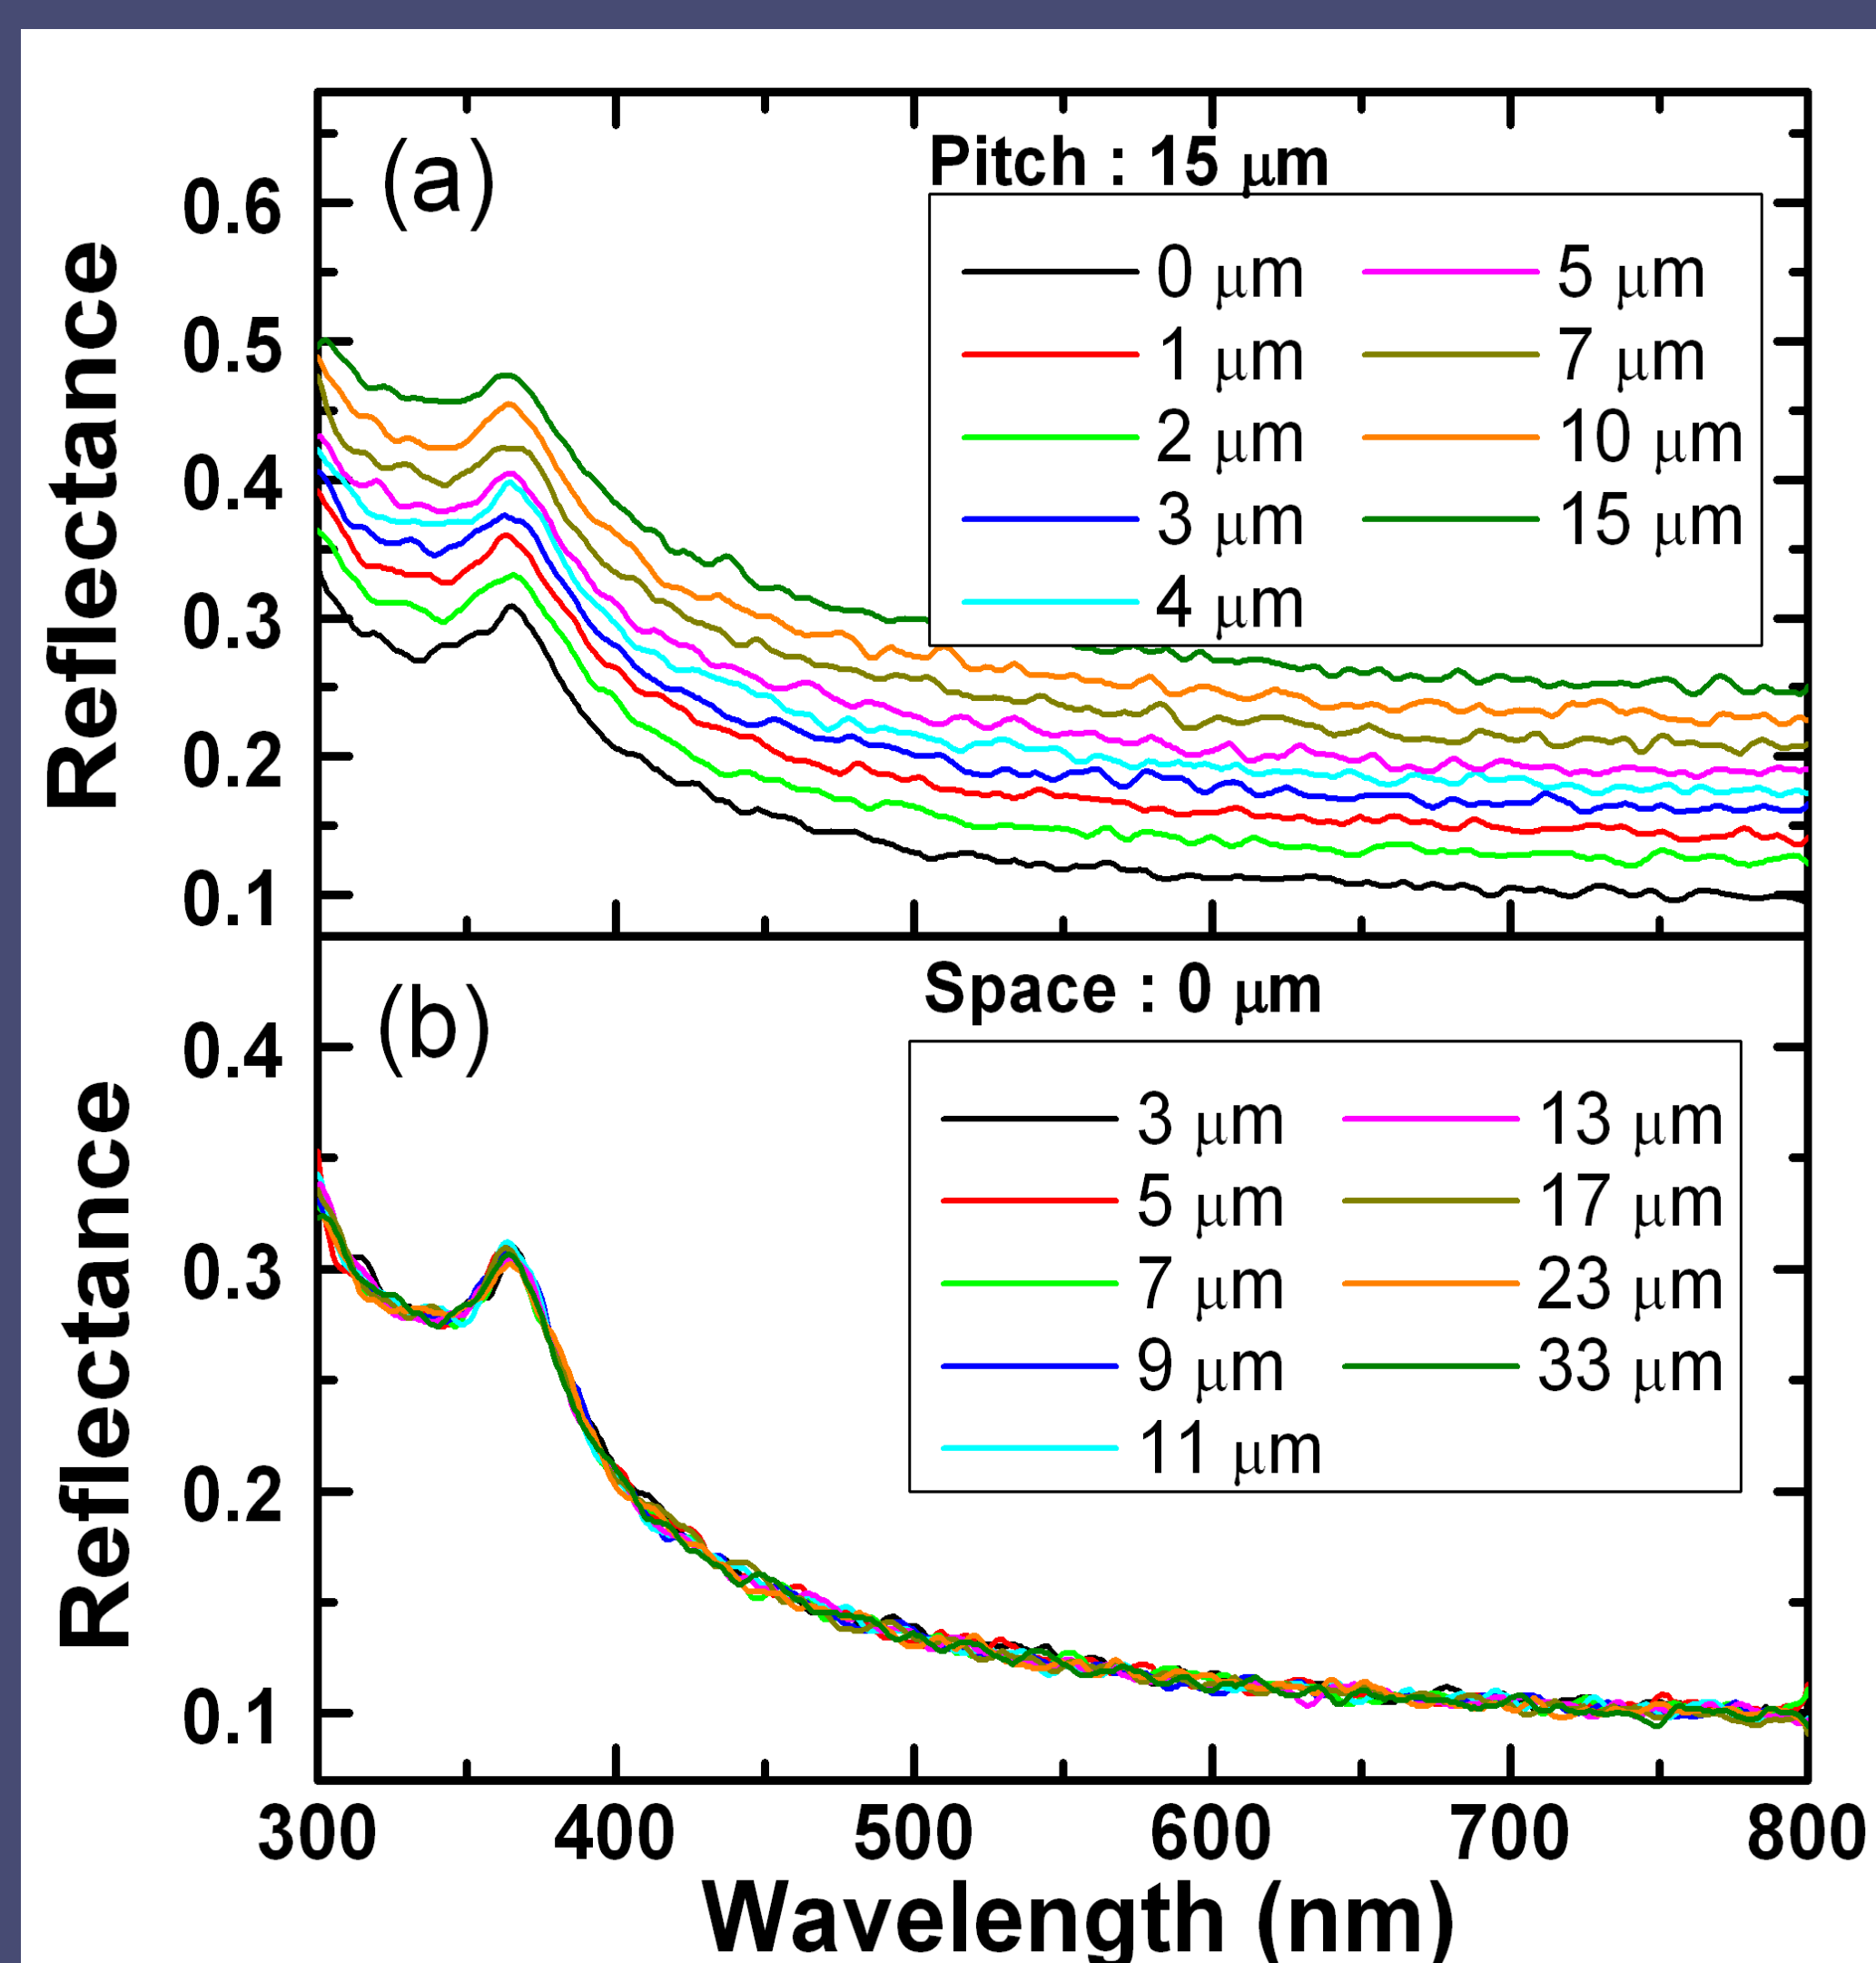 (a)
Pitch : 15 μm
0 μm
1 μm
2 μm
3 μm
4 μm
5 μm
7 μm
10 μm
15 μm
Reflectance
0.6
0.5
0.4
0.3
0.2
0.1
(b)
Space : 0 μm
3 μm
5 μm
7 μm
9 μm
11 μm
13 μm
17 μm
23 μm
33 μm
Reflectance
0.4
0.3
0.2
0.1
300 400 500 600 700 800
Wavelength (nm)